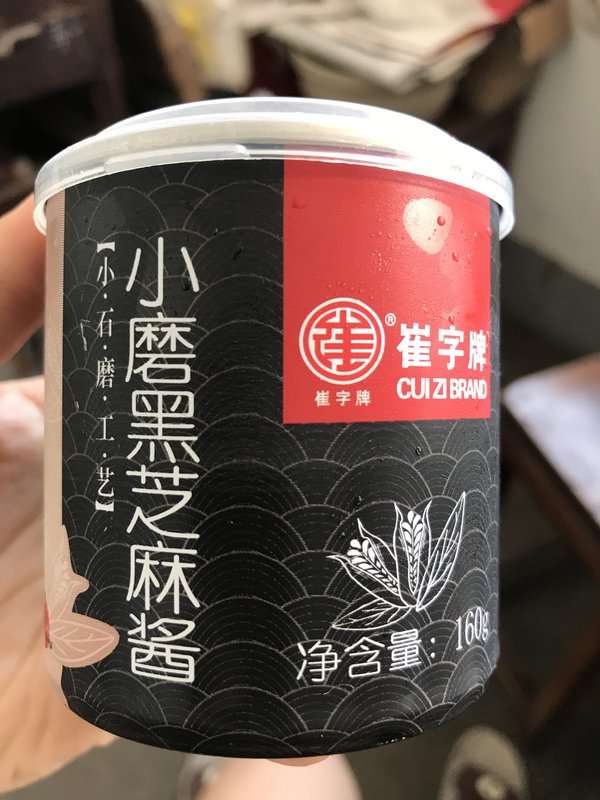 【小·石·磨·工·艺】
小磨黑芝麻酱
®
崔字牌
崔字牌
CUI ZI BRAND
净含量：160g